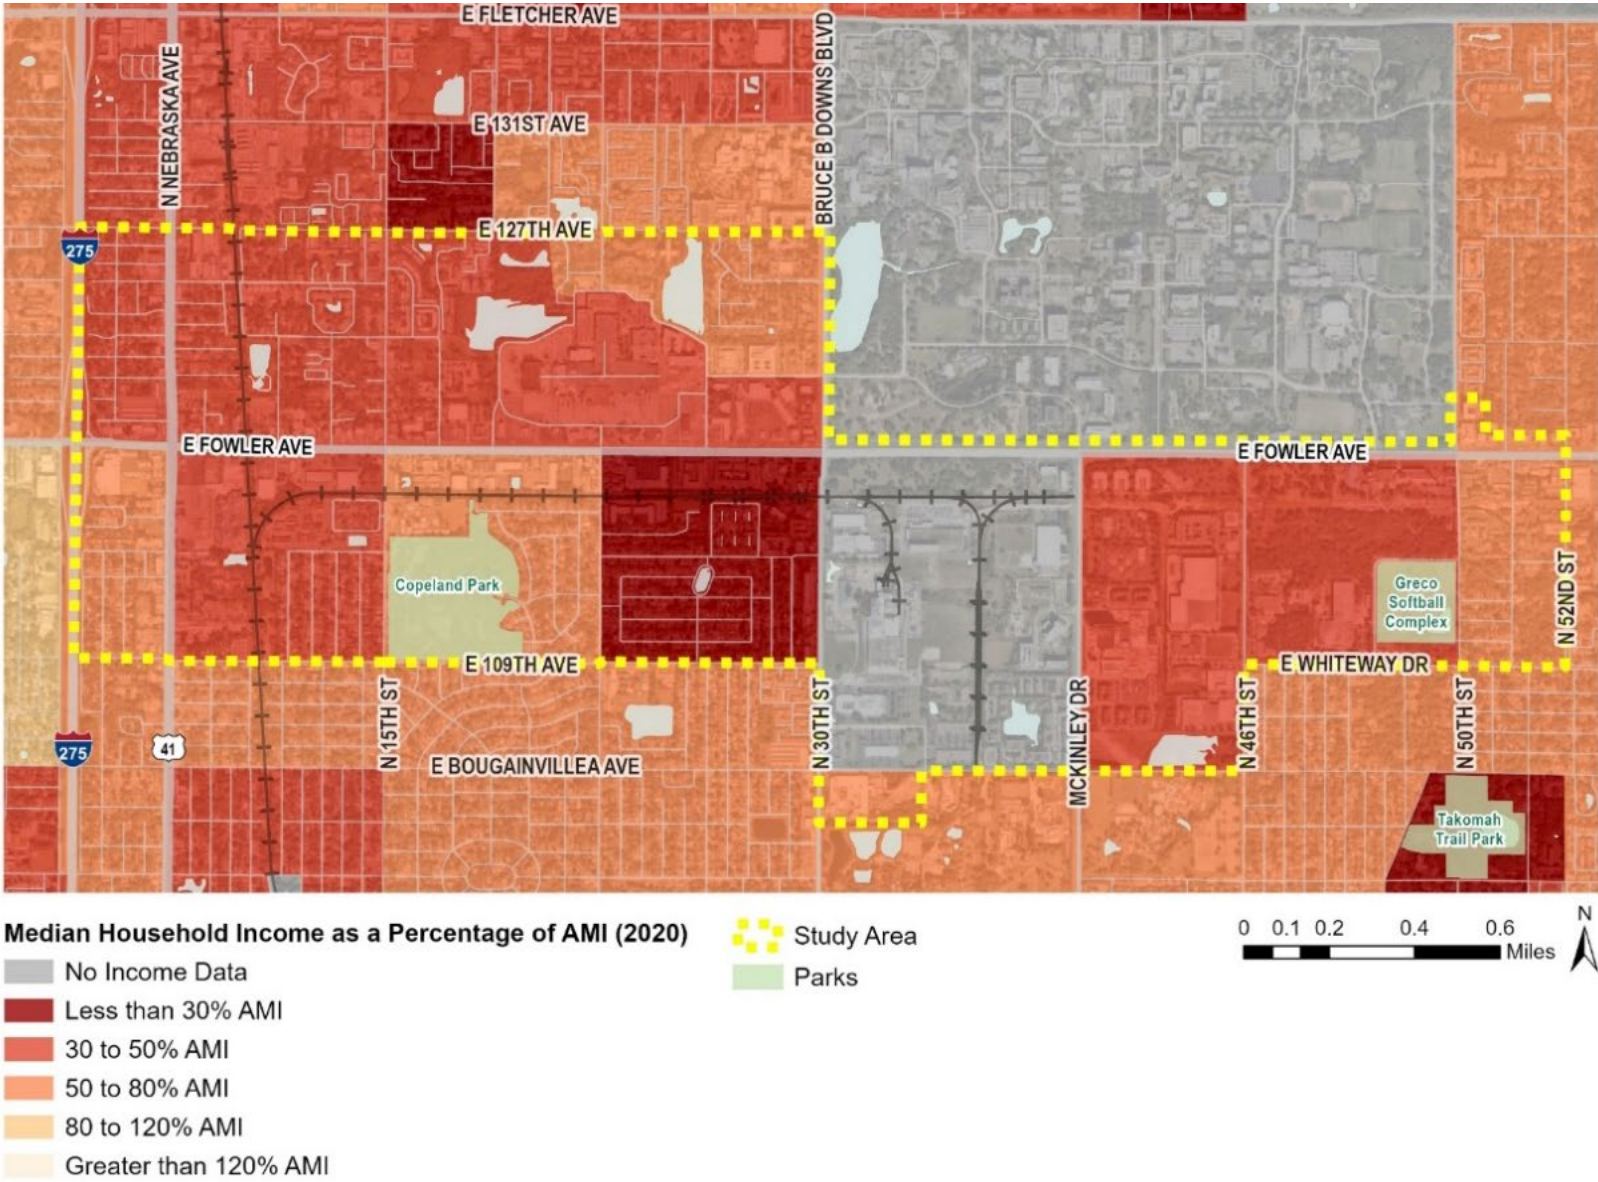 E FLETCHER AVE
N NEBRASKA AVE
BRUCE B DOWNS BLVD
E 131ST AVE
E 127TH AVE
275
E FOWLER AVE
E FOWLER AVE
Copeland Park
Greco
Softball
Complex
N 52ND ST
E 109TH AVE
E WHITEWAY DR
N 15TH ST
N 30TH ST
MCKINLEY DR
N 46TH ST
N 50TH ST
275
41
E BOUGAINVILLEA AVE
Takomah
Trail Park
Median Household Income as a Percentage of AMI (2020)
No Income Data
Less than 30% AMI
30 to 50% AMI
50 to 80% AMI
80 to 120% AMI
Greater than 120% AMI
Study Area
Parks
0 0.1 0.2 0.4 0.6
Miles
N